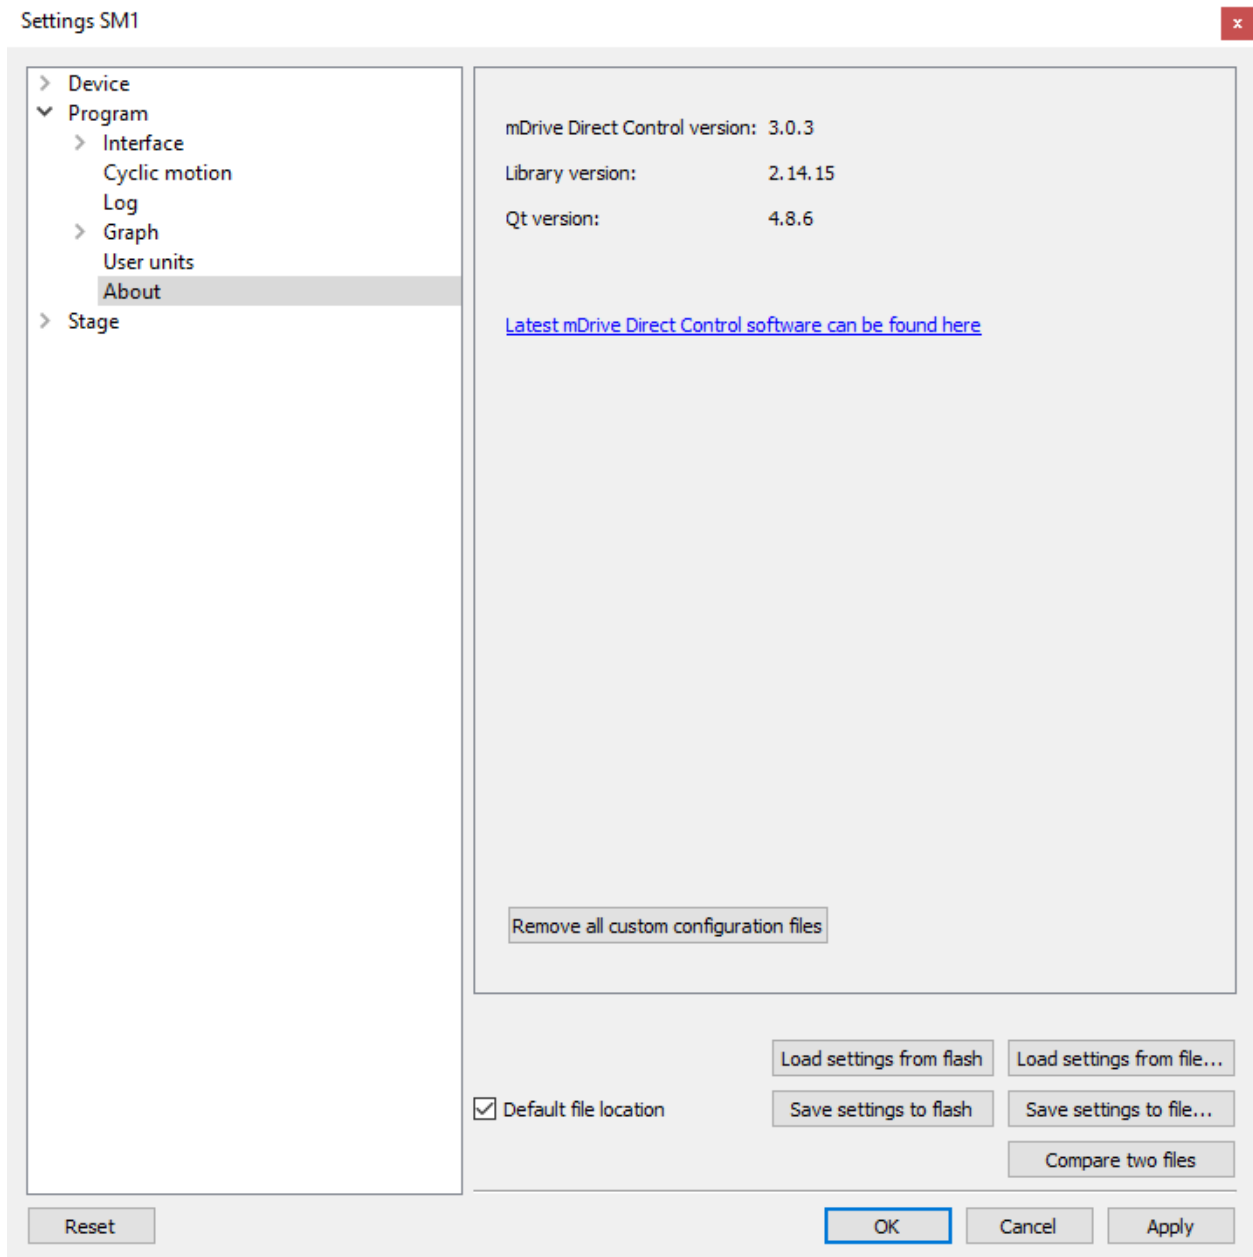 Settings SM1
x
Device
Program
Interface
Cyclic motion
Log
Graph
User units
About
Stage
mDrive Direct Control version: 3.0.3
Library version: 2.14.15
Qt version: 4.8.6
Latest mDrive Direct Control software can be found here
Remove all custom configuration files
Load settings from flash Load settings from file...
Default file location Save settings to flash Save settings to file...
Compare two files
Reset OK Cancel Apply